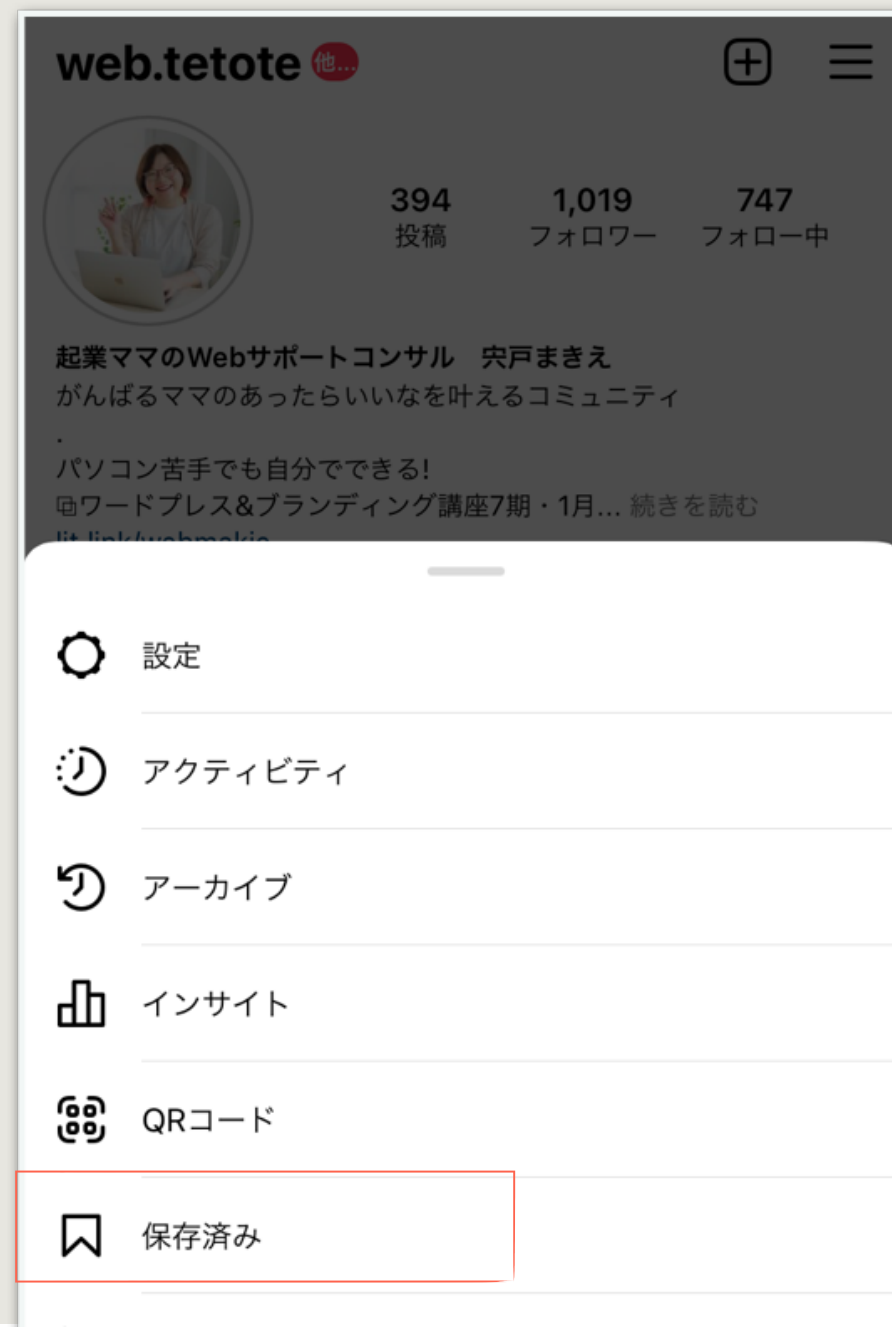 web.tetote 他...
394 1,019 747
投稿 フォロワー フォロー中
起業ママのWebサポートコンサル 宍戸まきえ
がんばるママのあったらいいなを叶えるコミュニティ
.
パソコン苦手でも自分でできる!
ワードプレス&ブランディング講座7期・1月... 続きを読む
lit.link/webmakie
設定
アクティビティ
アーカイブ
インサイト
QRコード
保存済み